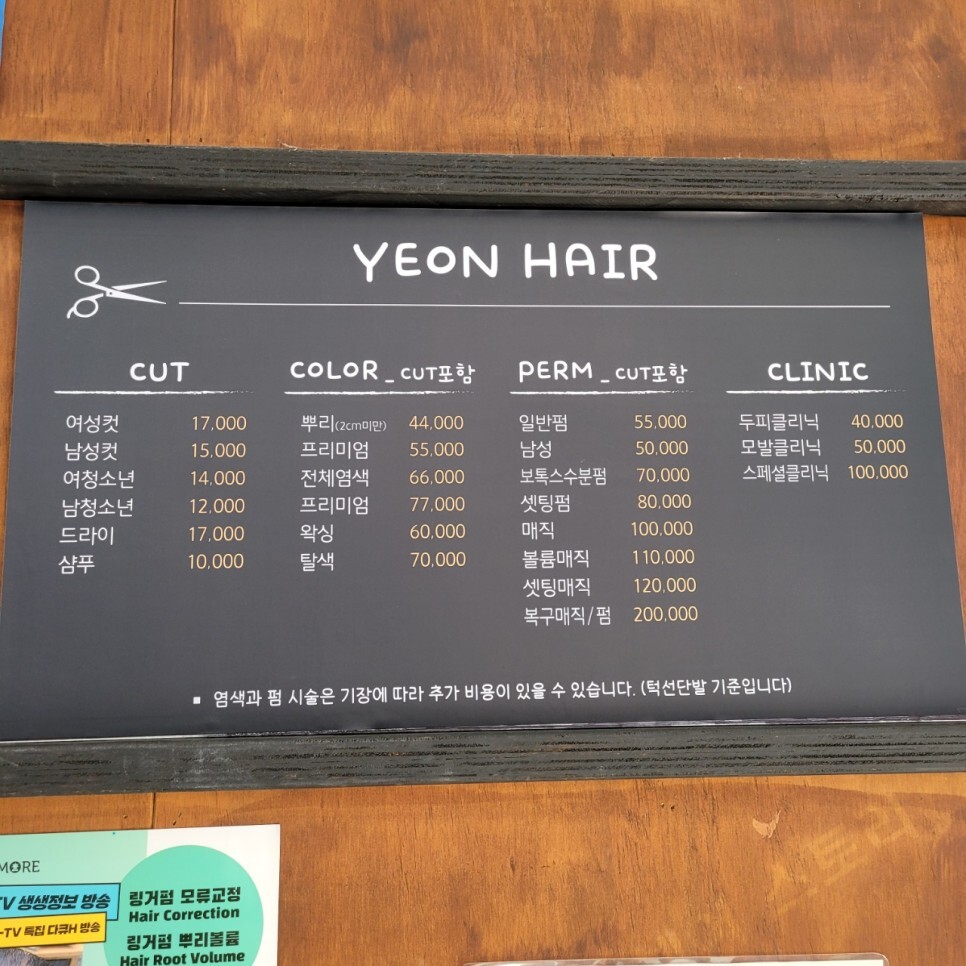 YEON HAIR
CUT
여성컷 17,000
남성컷 15,000
여청소년 14,000
남청소년 12,000
드라이 17,000
샴푸 10,000
COLOR _ CUT포함
뿌리(2cm미만) 44,000
프리미엄 55,000
전체염색 66,000
프리미엄 77,000
왁싱 60,000
탈색 70,000
PERM _ CUT포함
일반펌 55,000
남성 50,000
보톡스수분펌 70,000
셋팅펌 80,000
매직 100,000
볼륨매직 110,000
셋팅매직 120,000
복구매직/펌 200,000
CLINIC
두피클리닉 40,000
모발클리닉 50,000
스페셜클리닉 100,000
▪ 염색과 펌 시술은 기장에 따라 추가 비용이 있을 수 있습니다. (턱선단발 기준입니다)
스토리
MORE
TV 생생정보 방송
-TV 특집 다큐H 방송
링거펌 모류교정
Hair Correction
링거펌 뿌리볼륨
Hair Root Volume